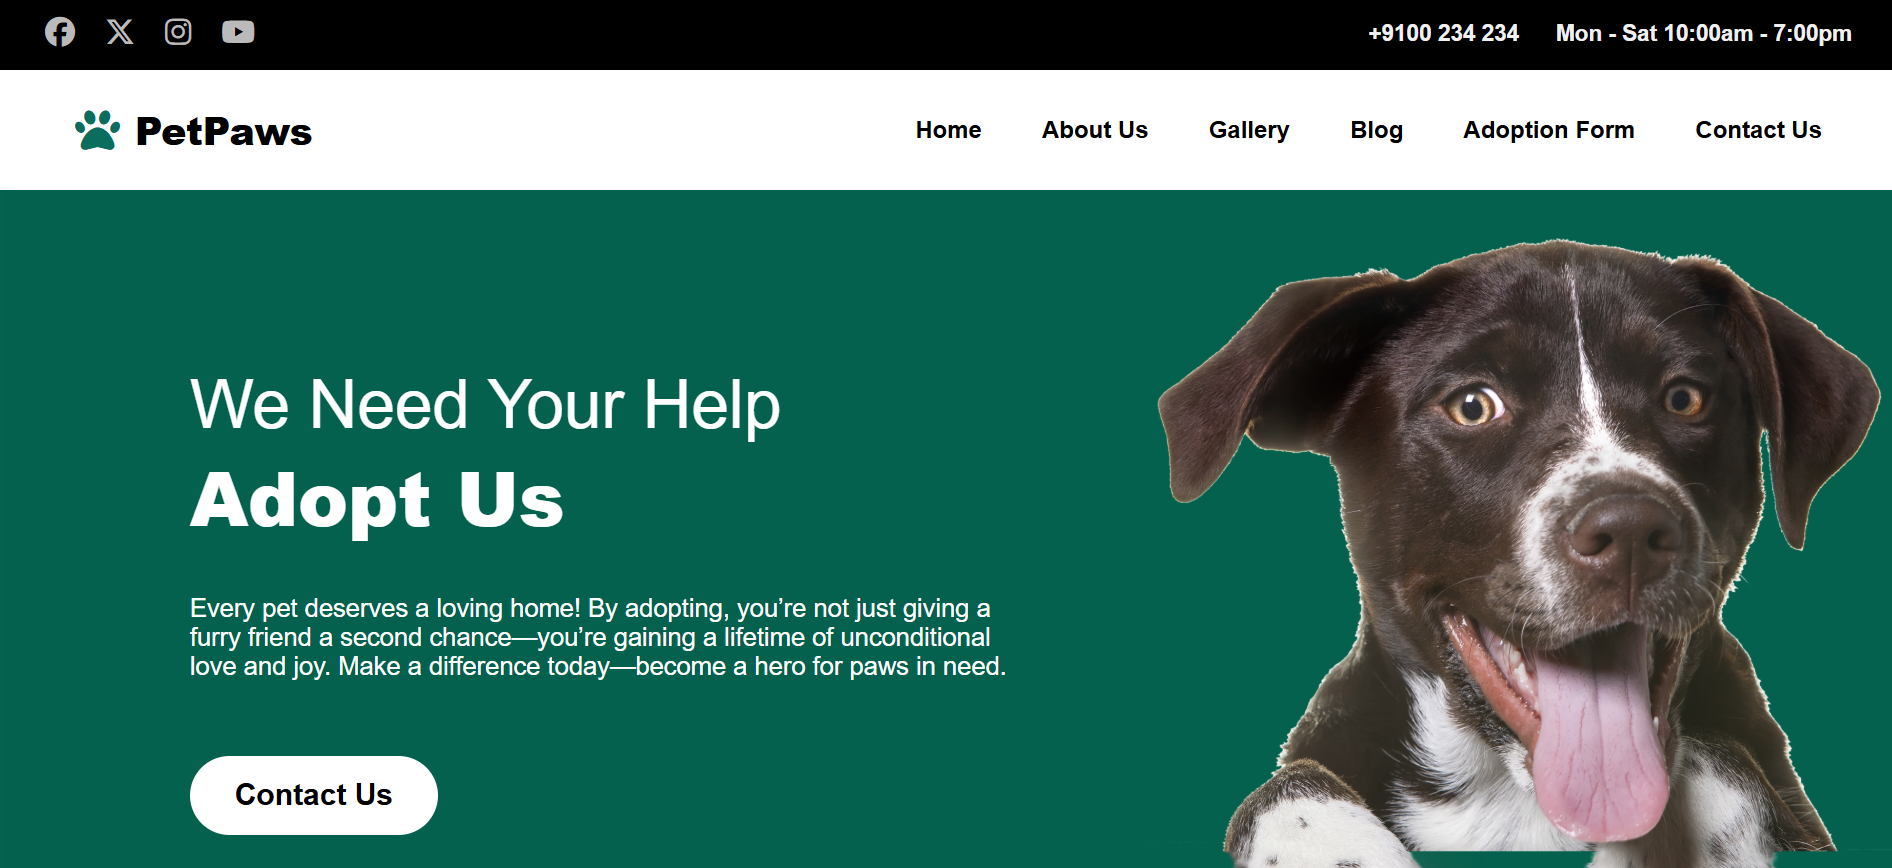 +9100 234 234 Mon - Sat 10:00am - 7:00pm
PetPaws Home About Us Gallery Blog Adoption Form Contact Us
We Need Your Help
Adopt Us
Every pet deserves a loving home! By adopting, you’re not just giving a
furry friend a second chance—you’re gaining a lifetime of unconditional
love and joy. Make a difference today—become a hero for paws in need.
Contact Us